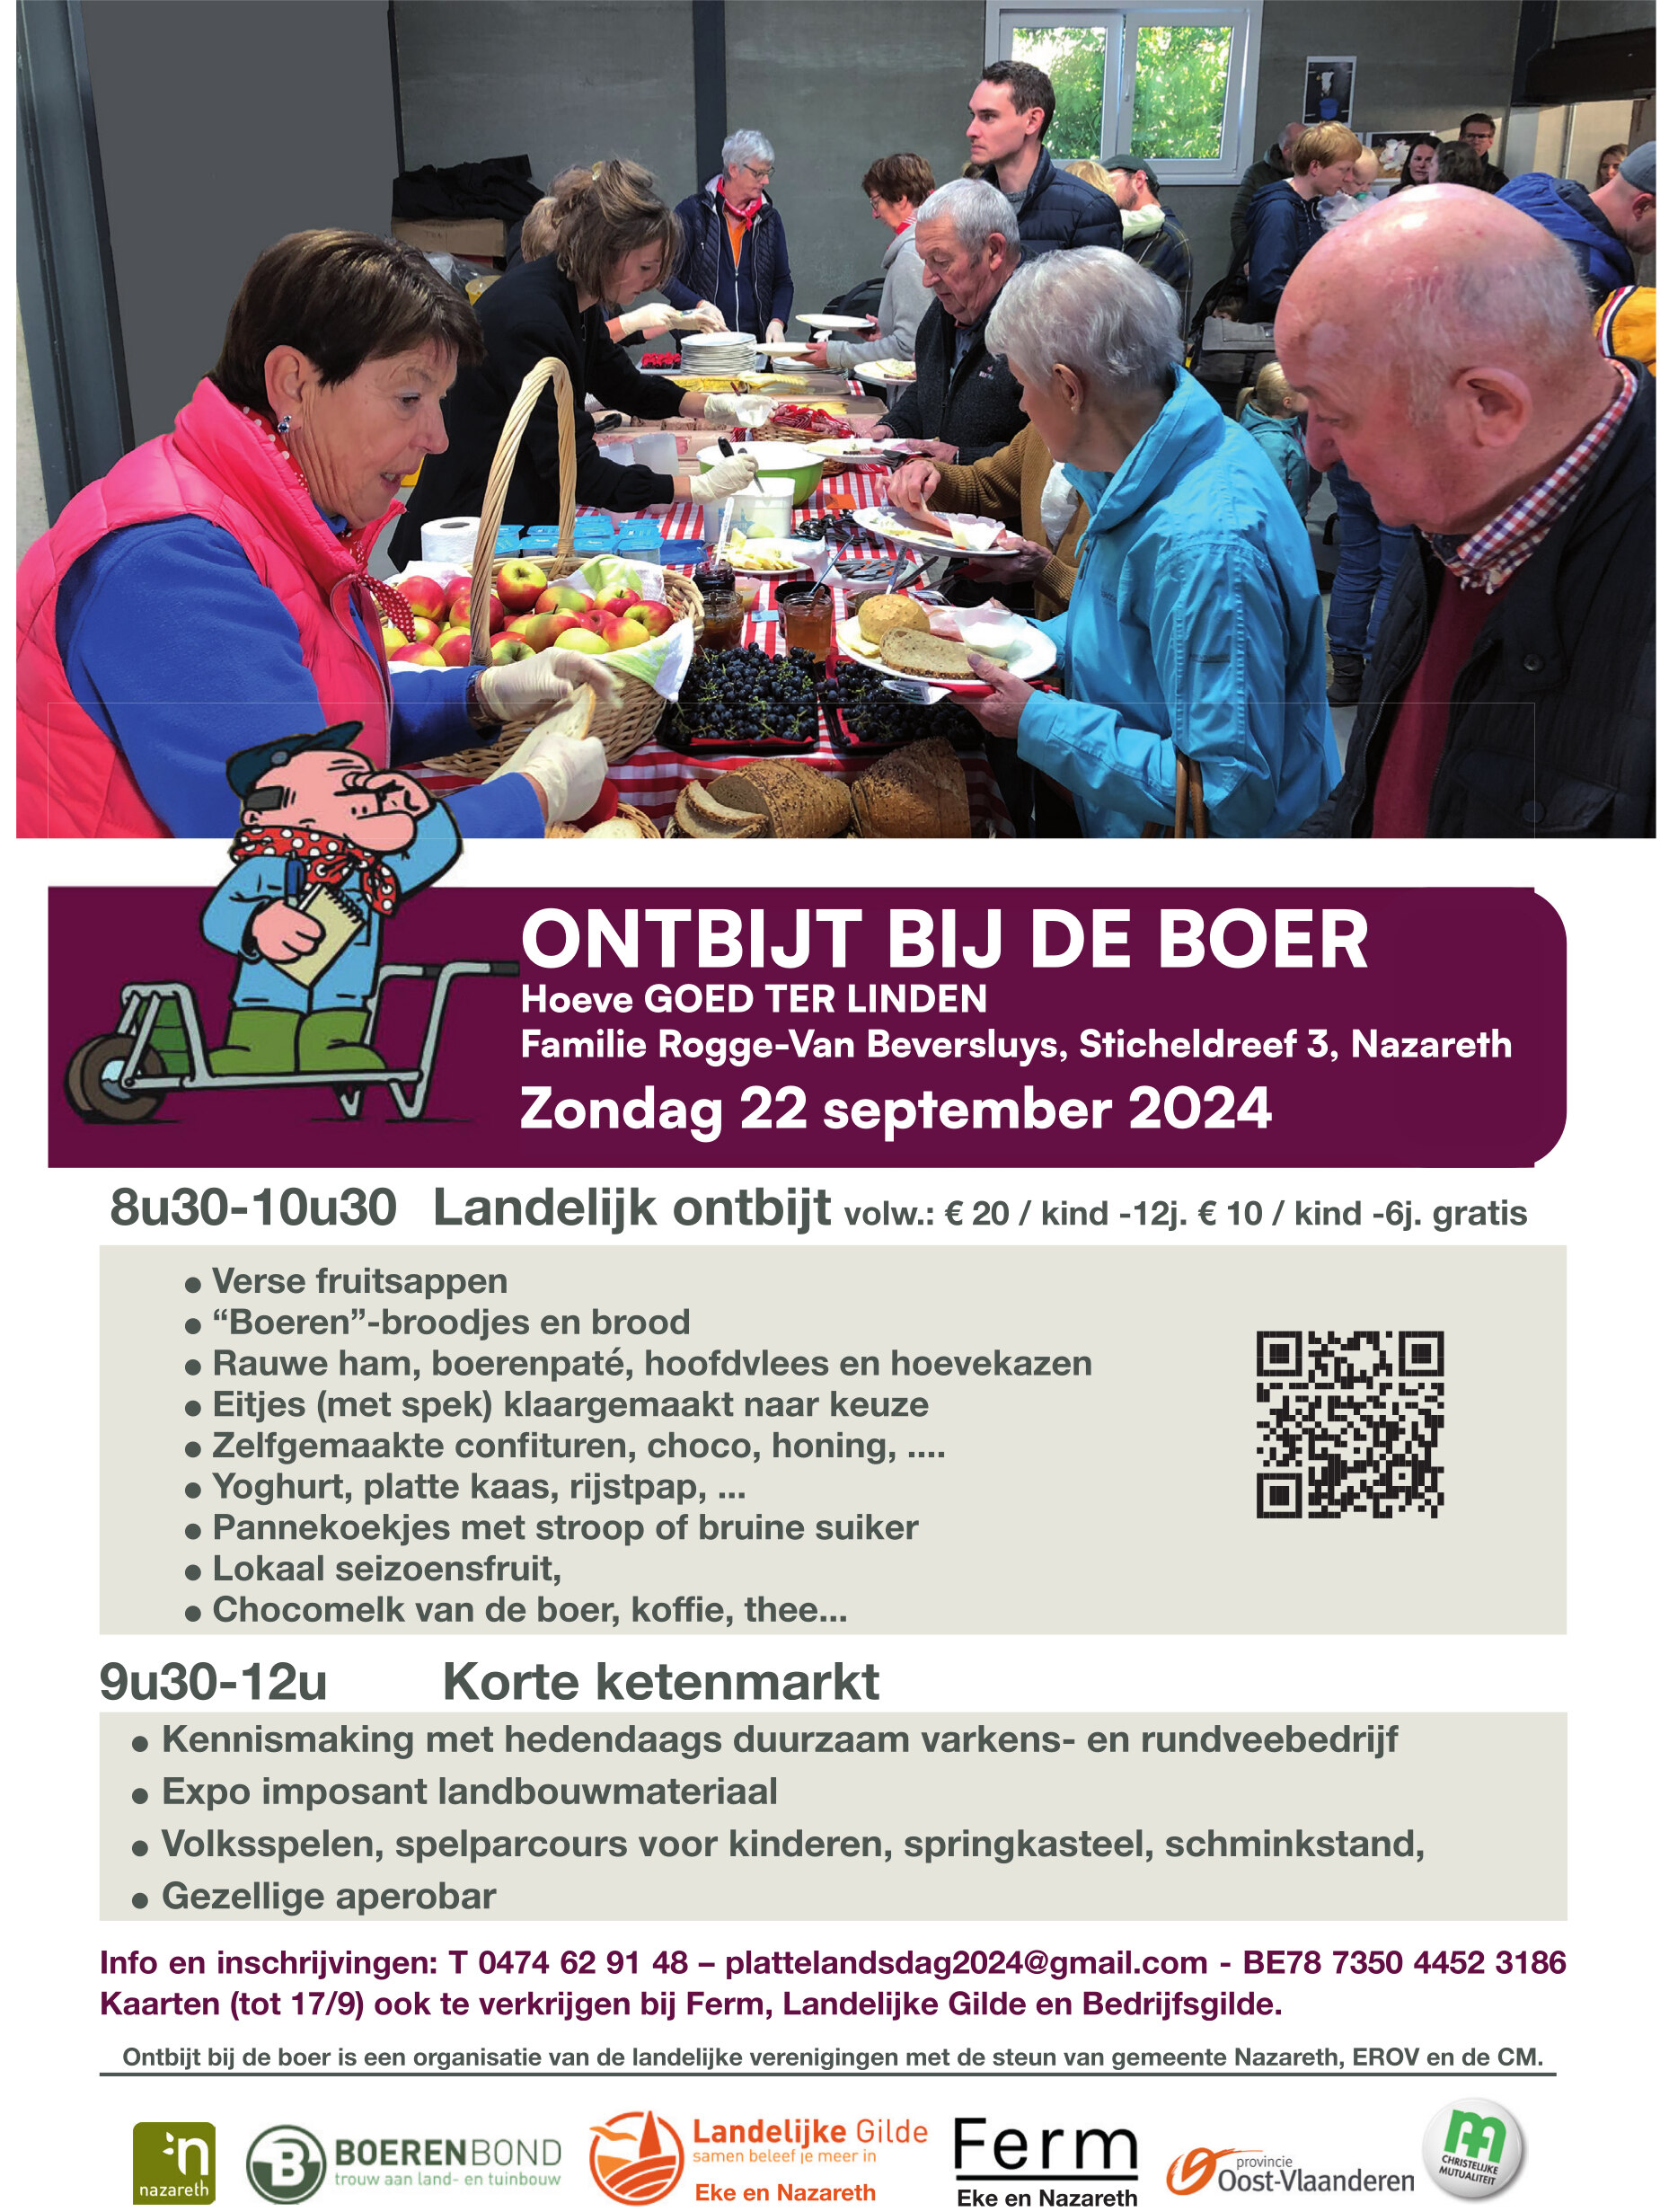 ONTBIJT BIJ DE BOER
Hoeve GOED TER LINDEN
Familie Rogge-Van Beversluys, Sticheldreef 3, Nazareth
Zondag 22 september 2024
8u30-10u30 Landelijk ontbijt volw.: € 20 / kind -12j. € 10 / kind -6j. gratis
● Verse fruitsappen
● “Boeren”-broodjes en brood
● Rauwe ham, boerenpaté, hoofdvlees en hoevekazen
● Eitjes (met spek) klaargemaakt naar keuze
● Zelfgemaakte confituren, choco, honing, ....
● Yoghurt, platte kaas, rijstpap, ...
● Pannekoekjes met stroop of bruine suiker
● Lokaal seizoensfruit,
● Chocomelk van de boer, koffie, thee...
9u30-12u Korte ketenmarkt
● Kennismaking met hedendaags duurzaam varkens- en rundveebedrijf
● Expo imposant landbouwmateriaal
● Volksspelen, spelparcours voor kinderen, springkasteel, schminkstand,
● Gezellige aperobar
Info en inschrijvingen: T 0474 62 91 48 – plattelandsdag2024@gmail.com - BE78 7350 4452 3186
Kaarten (tot 17/9) ook te verkrijgen bij Ferm, Landelijke Gilde en Bedrijfsgilde.
Ontbijt bij de boer is een organisatie van de landelijke verenigingen met de steun van gemeente Nazareth, EROV en de CM.
n
nazareth
B
BOERENBOND
trouw aan land- en tuinbouw
Landelijke Gilde
samen beleef je meer in
Eke en Nazareth
Ferm
Eke en Nazareth
provincie
Oost-Vlaanderen
CHRISTELIJKE
MUTUALITEIT